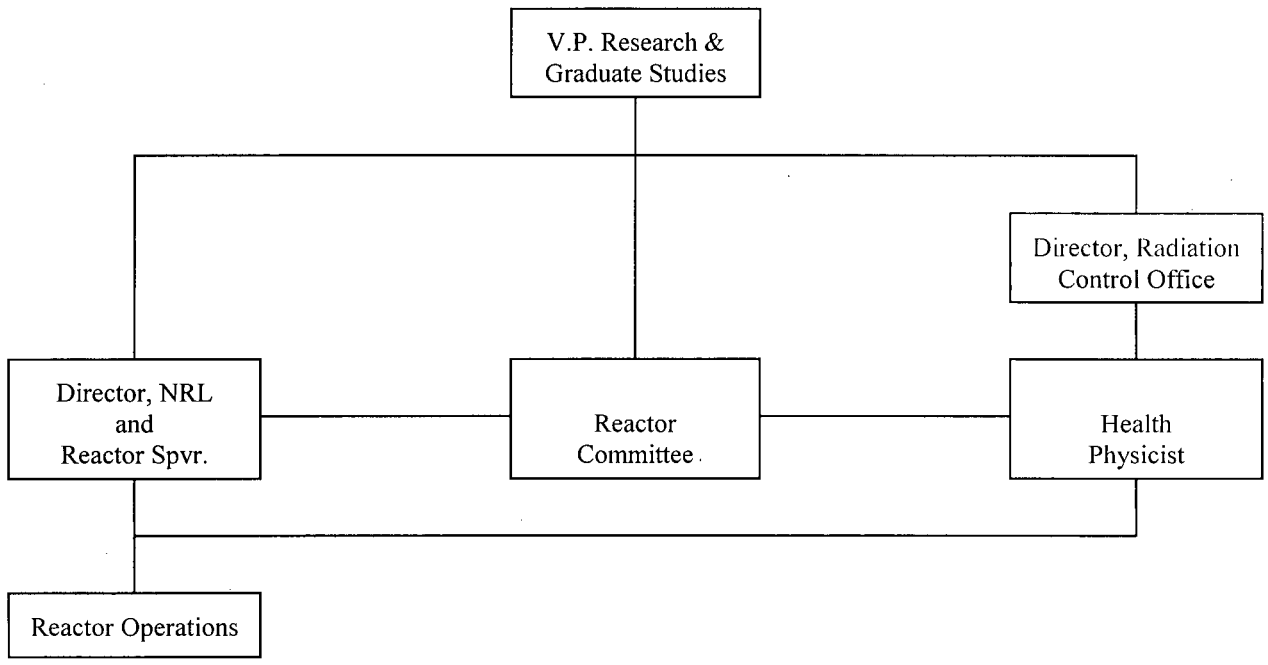 V.P. Research &
Graduate Studies
Director, Radiation
Control Office
Director, NRL
and
Reactor Spvr.
Reactor
Committee
Health
Physicist
Reactor Operations